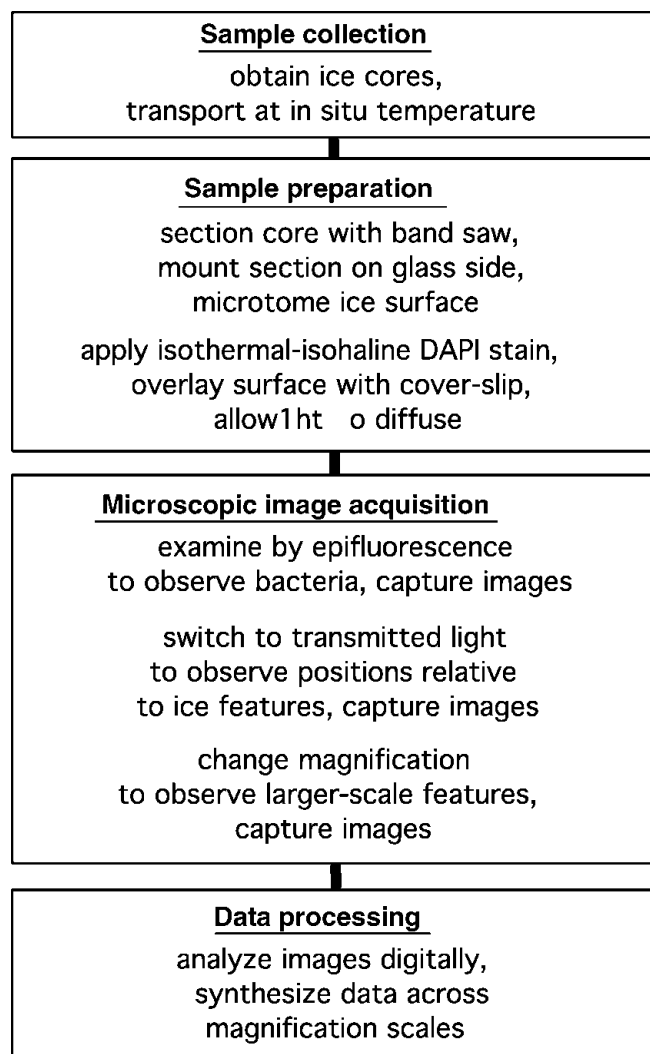 Sample collection
obtain ice cores,
transport at in situ temperature
Sample preparation
section core with band saw,
mount section on glass side,
microtome ice surface
apply isothermal-isohaline DAPI stain,
overlay surface with cover-slip,
allow1ht o diffuse
Microscopic image acquisition
examine by epifluorescence
to observe bacteria, capture images
switch to transmitted light
to observe positions relative
to ice features, capture images
change magnification
to observe larger-scale features,
capture images
Data processing
analyze images digitally,
synthesize data across
magnification scales